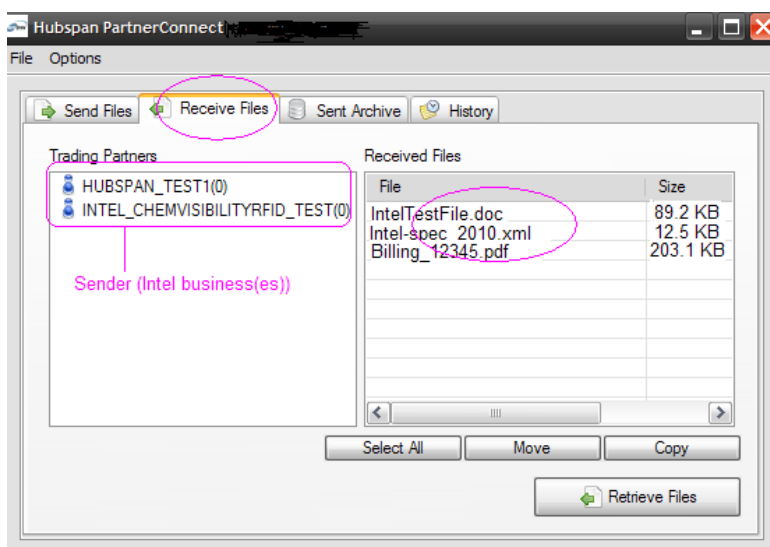 Hubspan PartnerConnect
File Options
Send Files Receive Files Sent Archive History
Trading Partners
HUBSPAN_TEST1(0)
INTEL_CHEMVISIBILITYRFID_TEST(0)
Sender (Intel business(es))
Received Files
File Size
IntelTestFile.doc 89.2 KB
Intel-spec_2010.xml 12.5 KB
Billing_12345.pdf 203.1 KB
Select All Move Copy
Retrieve Files